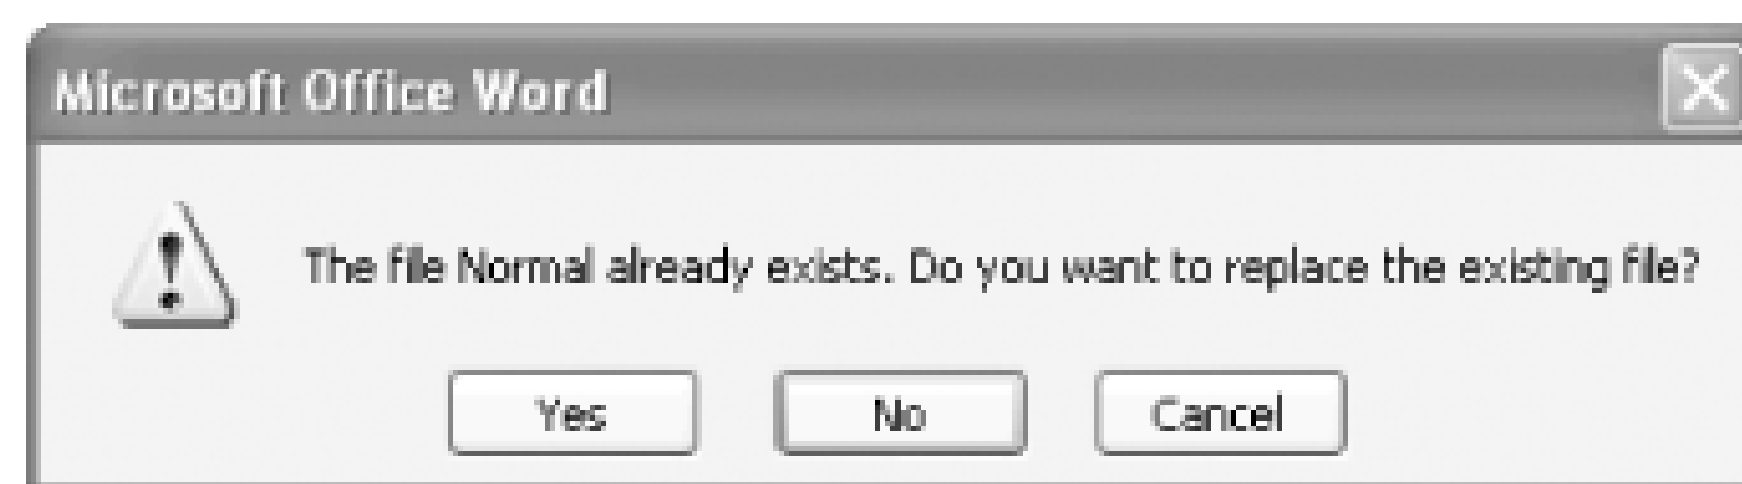 Microsoft Office Word
The file Normal already exists. Do you want to replace the existing file?
Yes No Cancel